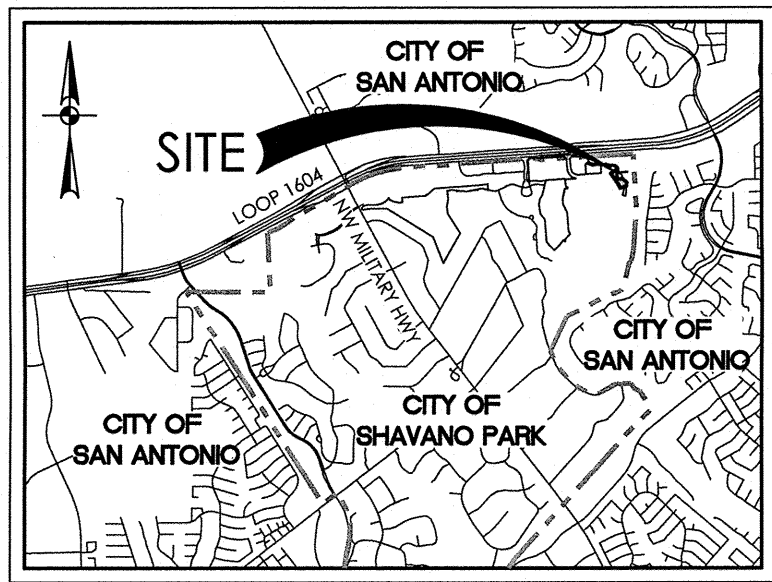 CITY OF
SAN ANTONIO
SITE
LOOP 1604
NW MILITARY HWY
CITY OF
SAN ANTONIO
CITY OF
SAN ANTONIO
CITY OF
SHAVANO PARK